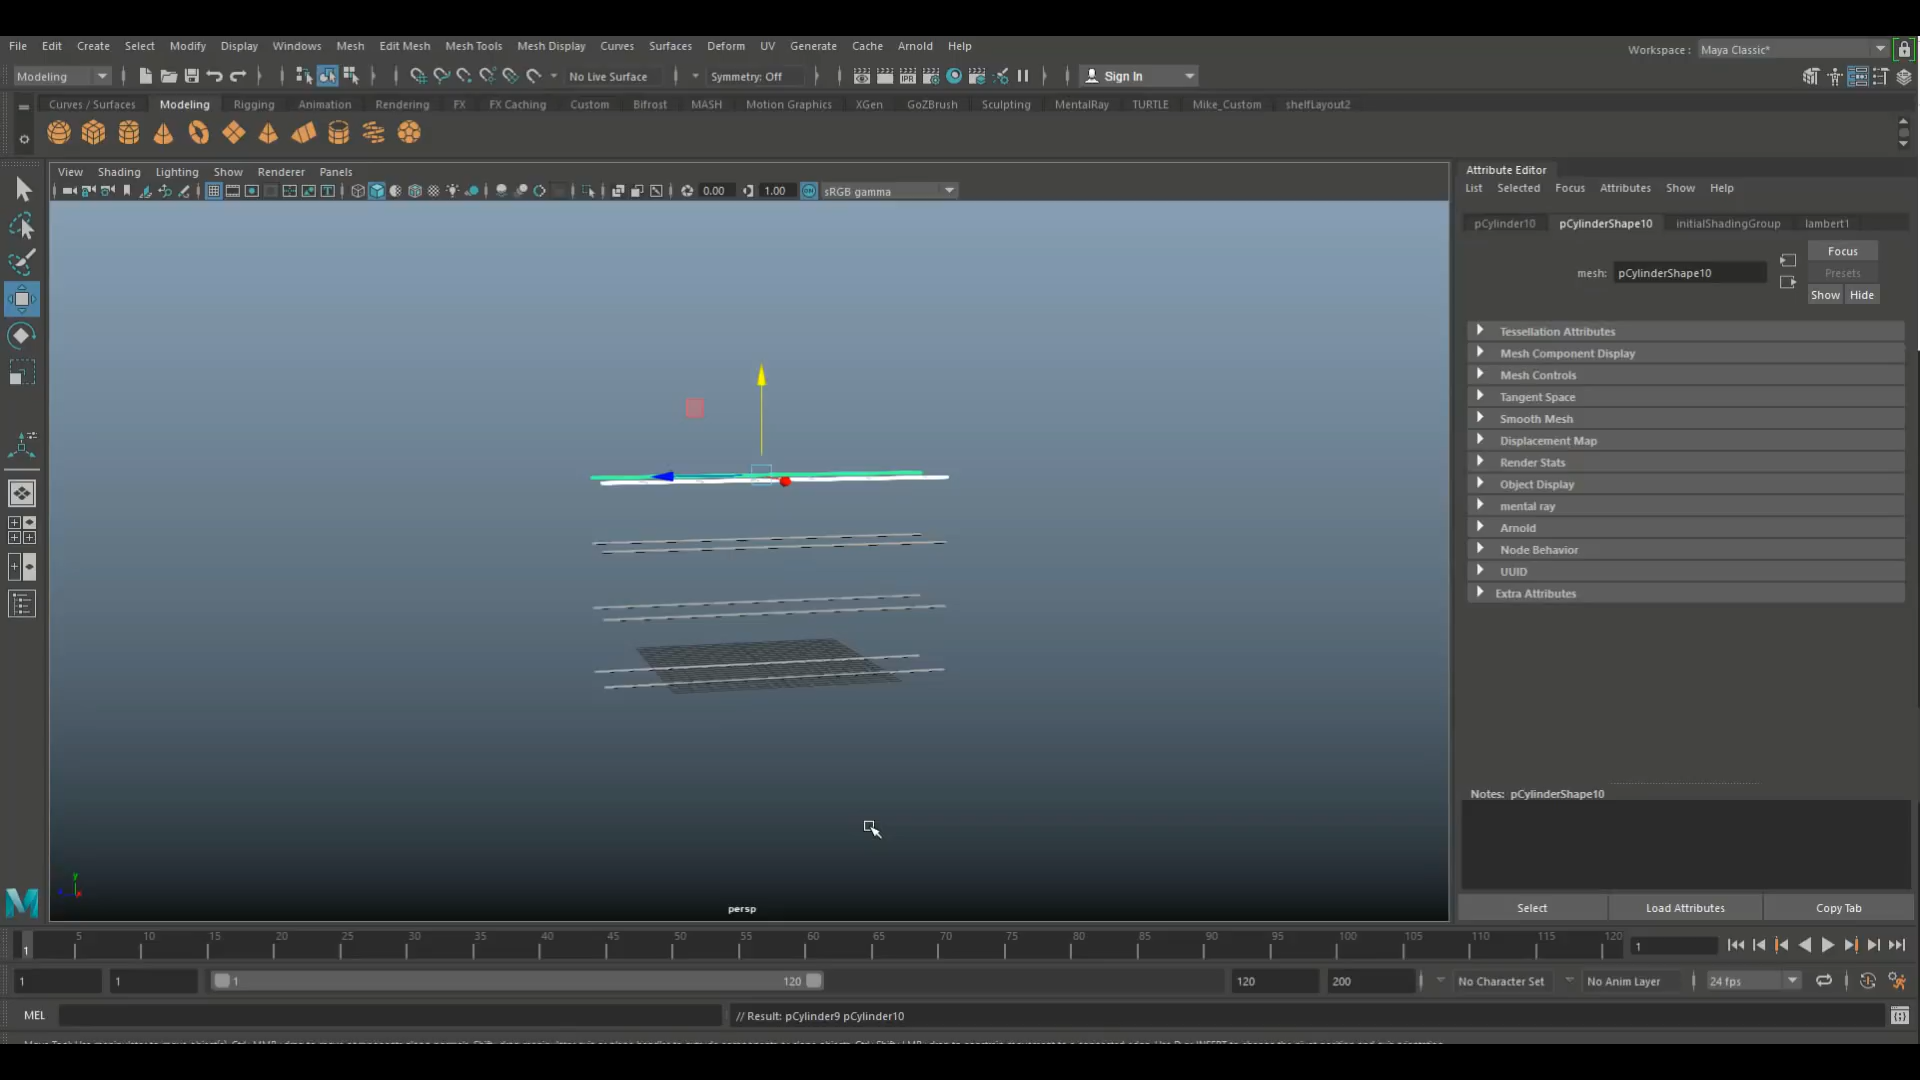 File Edit Create Select Modify Display Windows Mesh Edit Mesh Mesh Tools Mesh Display Curves Surfaces Deform UV Generate Cache Arnold Help
Workspace : Maya Classic*
Modeling No Live Surface Symmetry: Off IPR Sign In
Curves / Surfaces Modeling Rigging Animation Rendering FX FX Caching Custom Bifrost MASH Motion Graphics XGen GoZBrush Sculpting MentalRay TURTLE Mike_Custom shelfLayout2
View Shading Lighting Show Renderer Panels
0.00 1.00 sRGB gamma
Attribute Editor
List Selected Focus Attributes Show Help
pCylinder10 pCylinderShape10 initialShadingGroup lambert1
Focus
mesh: pCylinderShape10
Presets
Show Hide
Tessellation Attributes
Mesh Component Display
Mesh Controls
Tangent Space
Smooth Mesh
Displacement Map
Render Stats
Object Display
mental ray
Arnold
Node Behavior
UUID
Extra Attributes
Notes: pCylinderShape10
y
persp
Select Load Attributes Copy Tab
1 5 10 15 20 25 30 35 40 45 50 55 60 65 70 75 80 85 90 95 100 105 110 115 120 1
1 1 1 120 120 200 No Character Set No Anim Layer 24 fps
MEL // Result: pCylinder9 pCylinder10